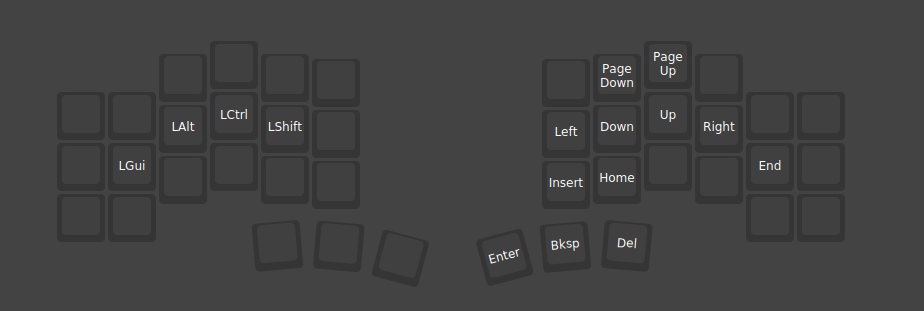 Page
Down
Page
Up
LAlt
LCtrl
LShift
Left
Down
Up
Right
LGui
Insert
Home
End
Enter
Bksp
Del